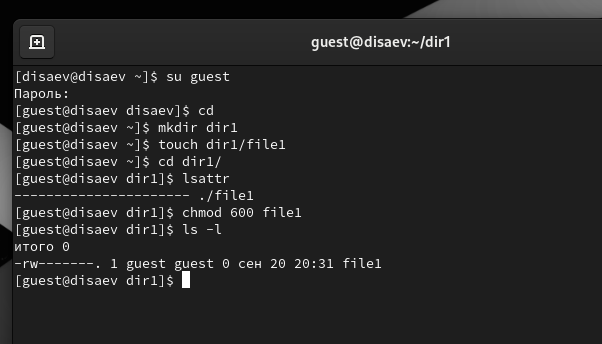 guest@disaev:~/dir1
[disaev@disaev ~]$ su guest
Пароль:
[guest@disaev disaev]$ cd
[guest@disaev ~]$ mkdir dir1
[guest@disaev ~]$ touch dir1/file1
[guest@disaev ~]$ cd dir1/
[guest@disaev dir1]$ lsattr
---------------------- ./file1
[guest@disaev dir1]$ chmod 600 file1
[guest@disaev dir1]$ ls -l
итого 0
-rw-------. 1 guest guest 0 сен 20 20:31 file1
[guest@disaev dir1]$